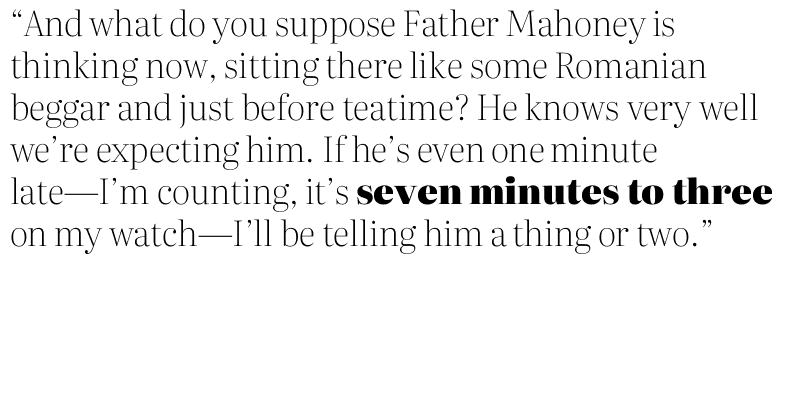 “And what do you suppose Father Mahoney is
thinking now, sitting there like some Romanian
beggar and just before teatime? He knows very well
we’re expecting him. If he’s even one minute
late—I’m counting, it’s seven minutes to three
on my watch—I’ll be telling him a thing or two.”